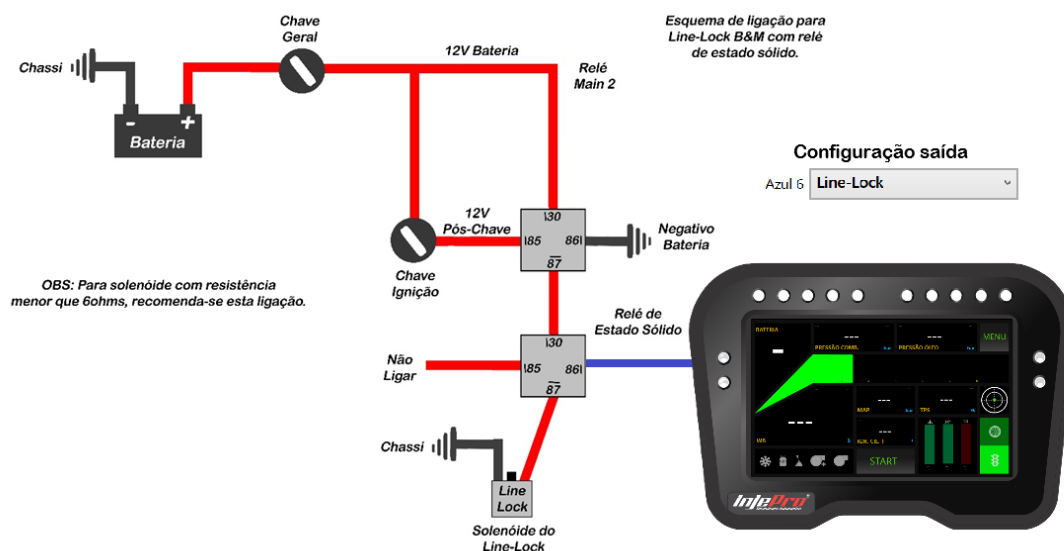 Chave
Geral
Esquema de ligação para
Line-Lock B&M com relé
de estado sólido.
12V Bateria
Chassi
Relé
Main 2
-
+
Bateria
Configuração saída
Azul 6
Line-Lock
12V
Pós-Chave
\30
\85
86\
87
Negativo
Bateria
Chave
Ignição
OBS: Para solenóide com resistência
menor que 6ohms, recomenda-se esta ligação.
Relé de
Estado Sólido
BATERIA
---
PRESSÃO COMB.
---
PRESSÃO ÓLEO
MENU
-
Não
Ligar
\30
\85
86\
87
---
MAP
---
TPS
---
Chassi
Line
Lock
START
InjePro
Solenóide do
Line-Lock